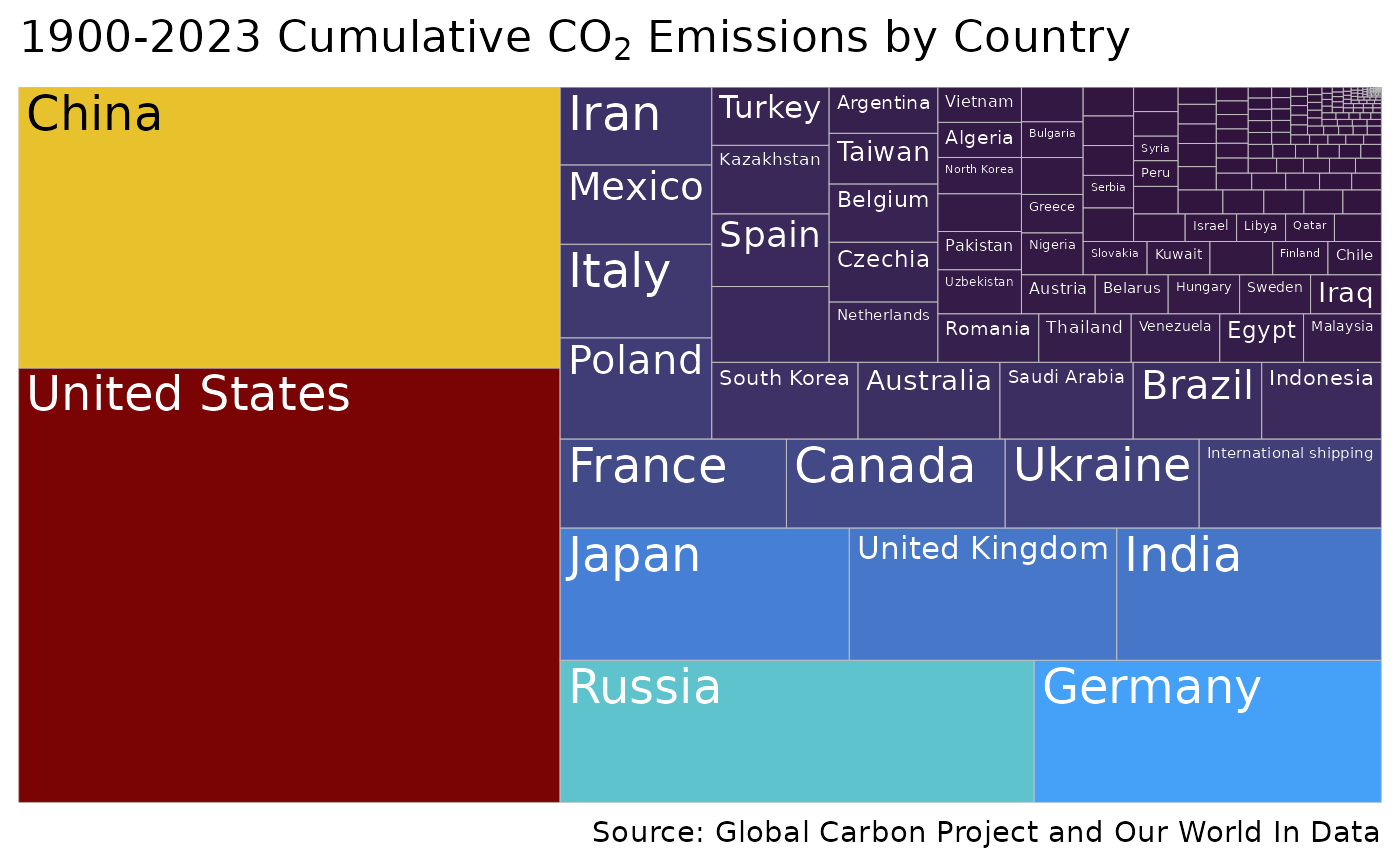 1900-2023 Cumulative CO₂ Emissions by Country
China
United States
Iran
Mexico
Italy
Poland
Turkey
Kazakhstan
Spain
Argentina
Taiwan
Belgium
Czechia
Netherlands
Vietnam
Algeria
North Korea
Pakistan
Uzbekistan
Bulgaria
Greece
Nigeria
Serbia
Syria
Peru
Israel
Libya
Qatar
Slovakia
Kuwait
Finland
Chile
Austria
Belarus
Hungary
Sweden
Iraq
Romania
Thailand
Venezuela
Egypt
Malaysia
South Korea
Australia
Saudi Arabia
Brazil
Indonesia
France
Canada
Ukraine
International shipping
Japan
United Kingdom
India
Russia
Germany
Source: Global Carbon Project and Our World In Data